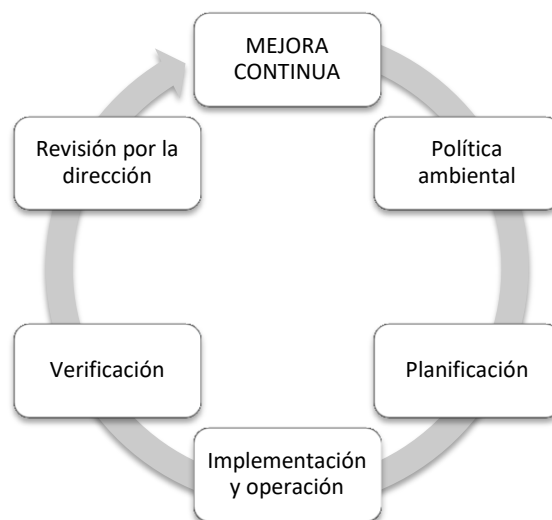 MEJORA
CONTINUA
Política
ambiental
Planificación
Implementación
y operación
Verificación
Revisión por la
dirección